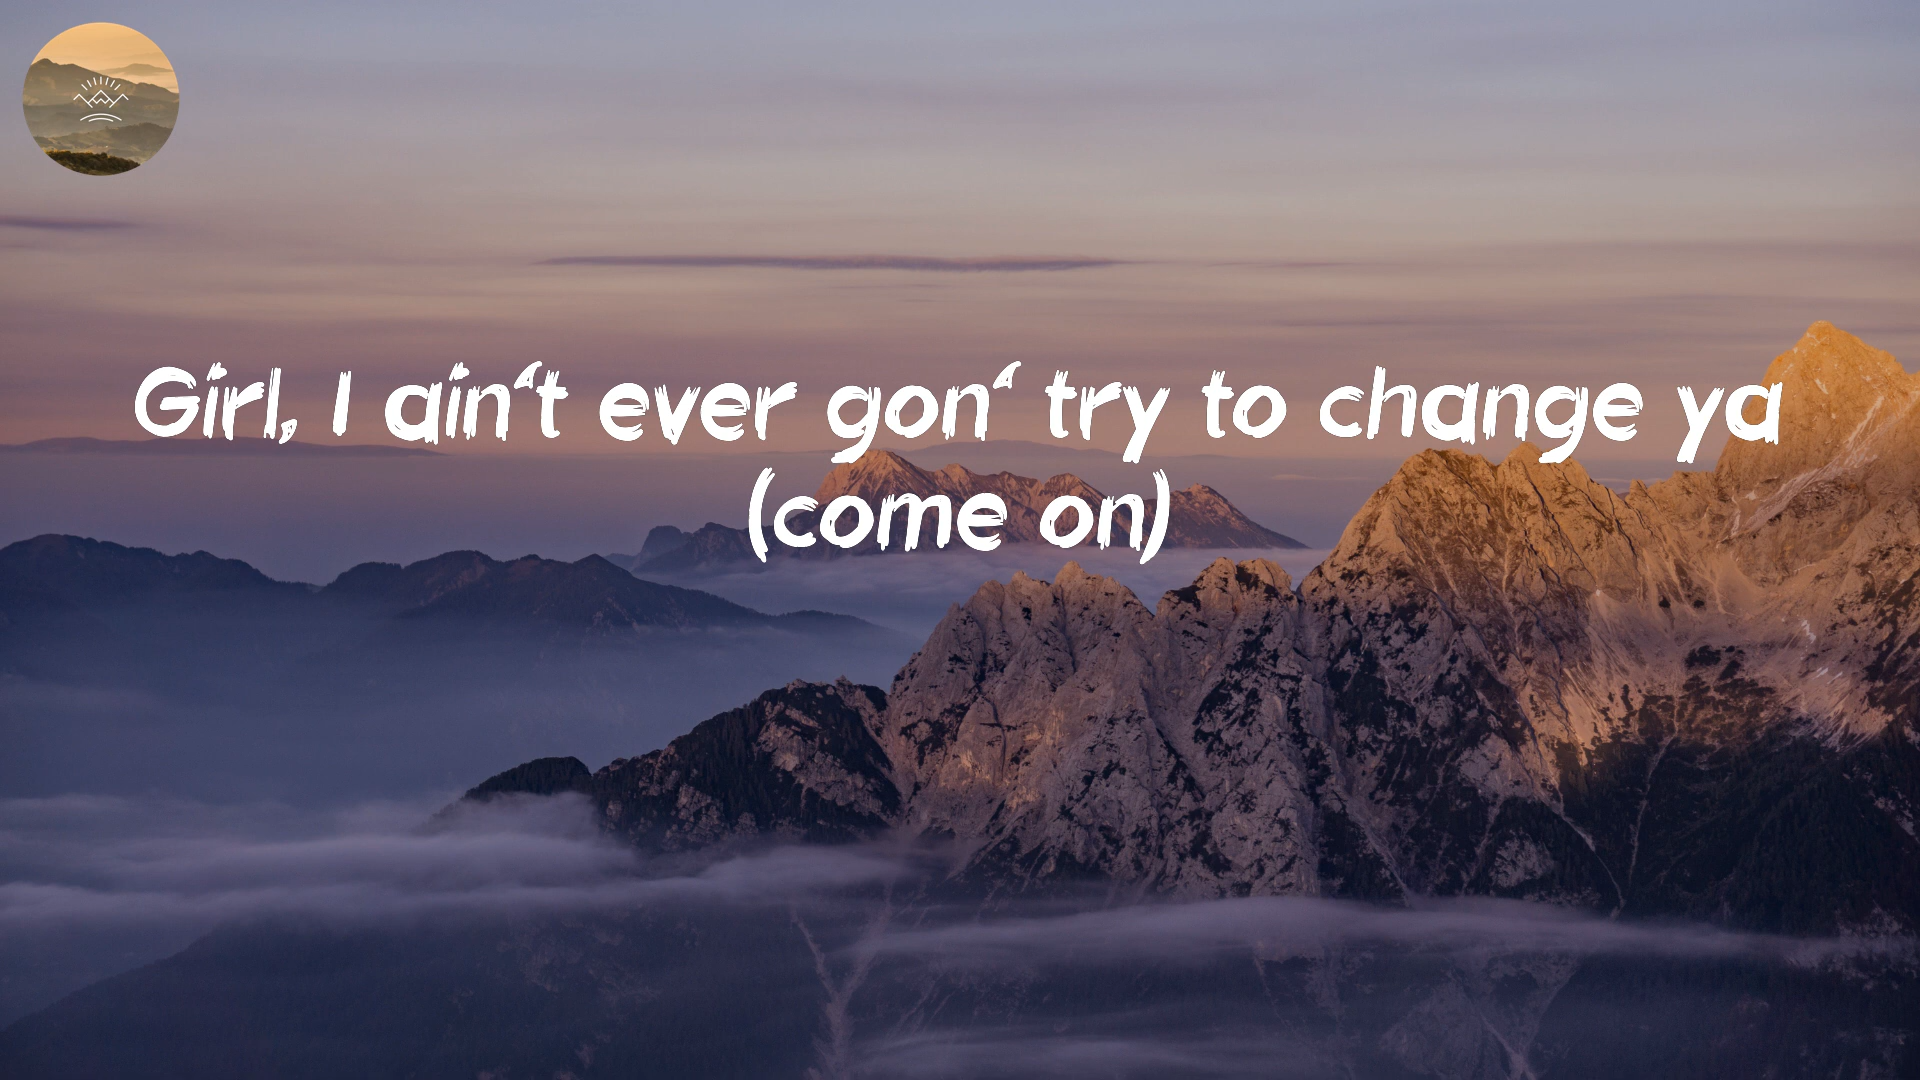 Girl, I ain‘t ever gon‘ try to change ya
(come on)